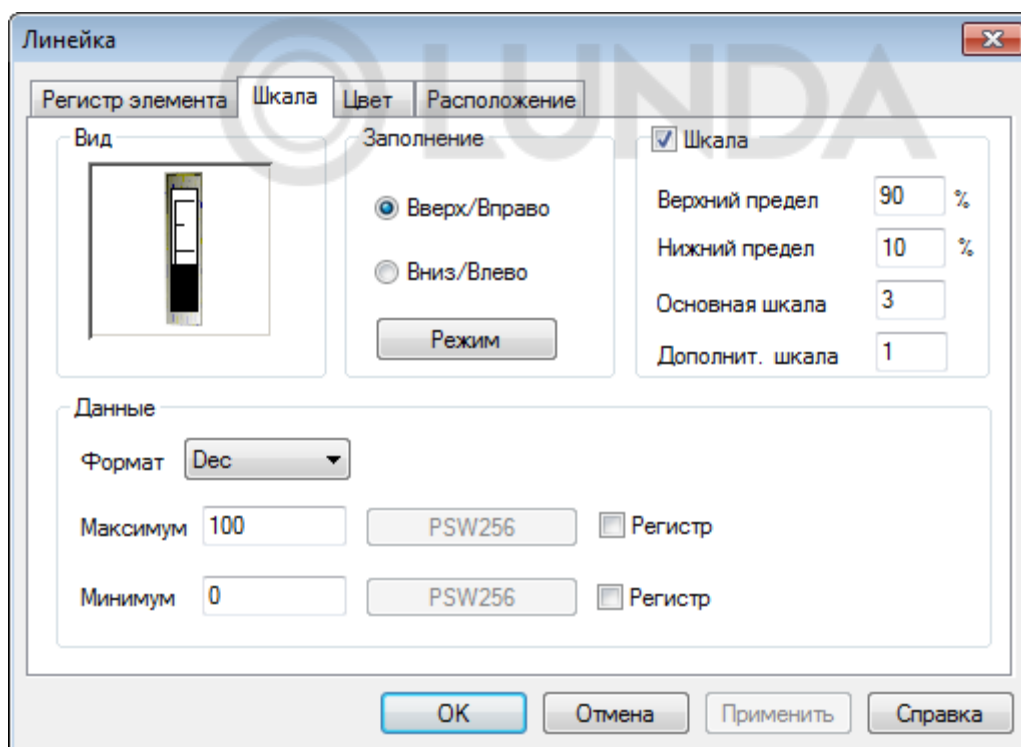 Линейка
LUNDA
Регистр элемента Шкала Цвет Расположение
Вид
Заполнение
Вверх/Вправо
Вниз/Влево
Режим
Шкала
Верхний предел 90 %
Нижний предел 10 %
Основная шкала 3
Дополнит. шкала 1
Данные
Формат Dec
Максимум 100 PSW256 Регистр
Минимум 0 PSW256 Регистр
OK Отмена Применить Справка